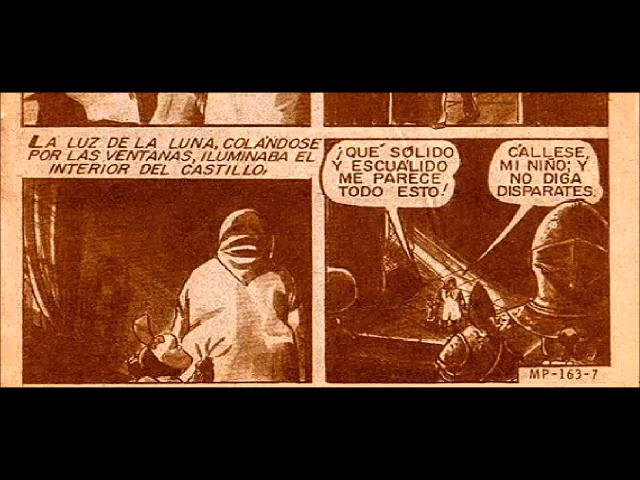 LA LUZ DE LA LUNA, COLÁNDOSE
POR LAS VENTANAS, ILUMINABA EL
INTERIOR DEL CASTILLO;
¡QUÉ SÓLIDO
Y ESCUÁLIDO
ME PARECE
TODO ESTO!
CÁLLESE,
MI NIÑO; Y
NO DIGA
DISPARATES.
MP-163-7